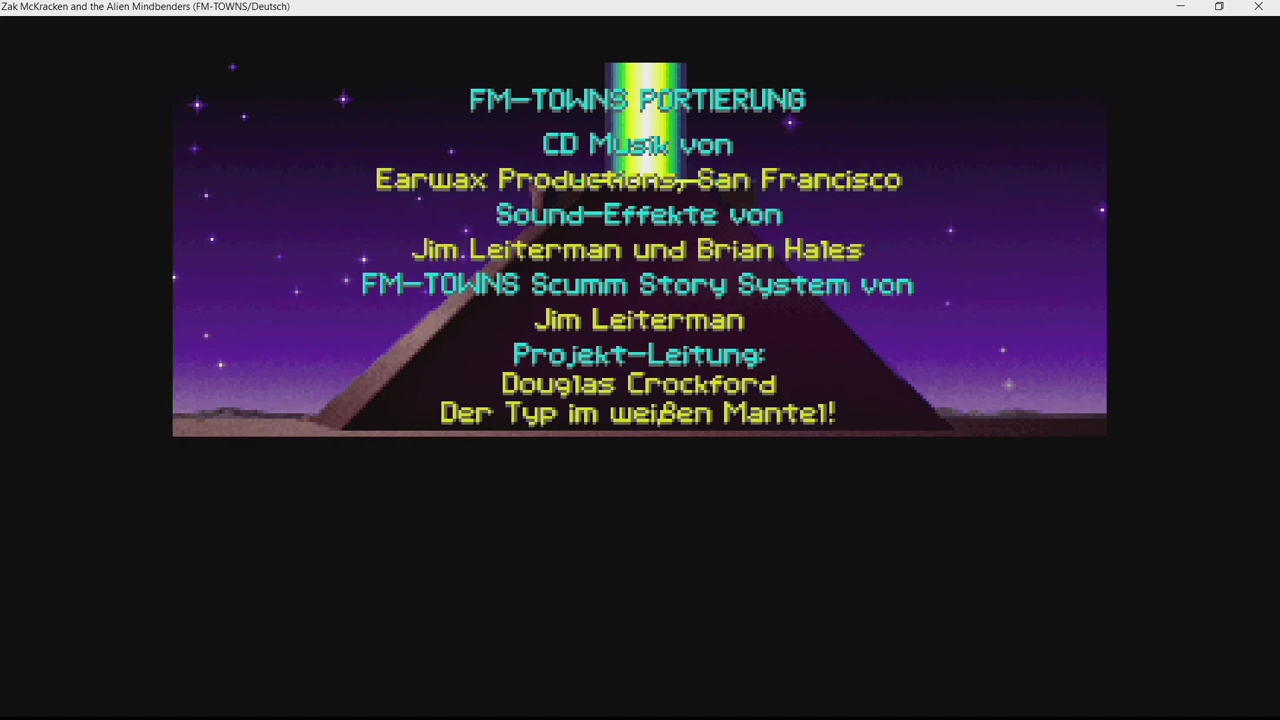 Zak McKracken and the Alien Mindbenders (FM-TOWNS/Deutsch)
FM-TOWNS PORTIERUNG
CD Musik von
Earwax Productions, San Francisco
Sound-Effekte von
Jim Leiterman und Brian Hales
FM-TOWNS Scumm Story System von
Jim Leiterman
Projekt-Leitung:
Douglas Crockford
Der Typ im weißen Mantel!